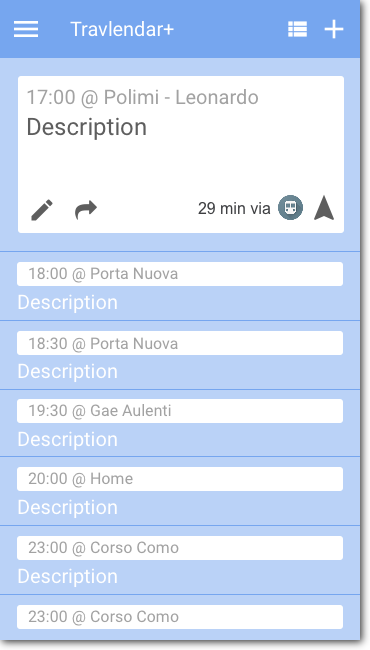 Travlendar+
17:00 @ Polimi - Leonardo
Description
29 min via
18:00 @ Porta Nuova
Description
18:30 @ Porta Nuova
Description
19:30 @ Gae Aulenti
Description
20:00 @ Home
Description
23:00 @ Corso Como
Description
23:00 @ Corso Como